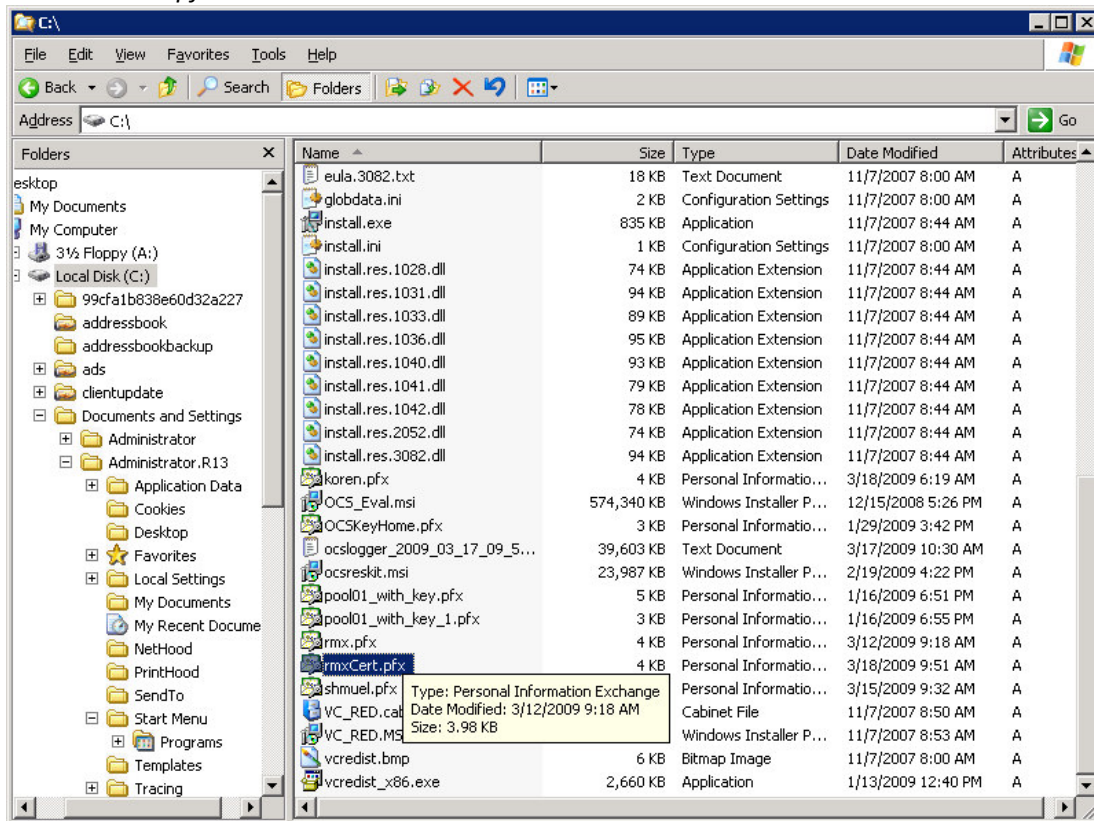 C:\
File Edit View Favorites Tools Help
Back Search Folders
Address C:\ Go
Folders X
esktop
My Documents
My Computer
3½ Floppy (A:)
Local Disk (C:)
99cfa1b838e60d32a227
addressbook
addressbookbackup
ads
clientupdate
Documents and Settings
Administrator
Administrator.R13
Application Data
Cookies
Desktop
Favorites
Local Settings
My Documents
My Recent Docume
NetHood
PrintHood
SendTo
Start Menu
Programs
Templates
Tracing
Name Size Type Date Modified Attributes
eula.3082.txt 18 KB Text Document 11/7/2007 8:00 AM A
globdata.ini 2 KB Configuration Settings 11/7/2007 8:00 AM A
install.exe 835 KB Application 11/7/2007 8:44 AM A
install.ini 1 KB Configuration Settings 11/7/2007 8:00 AM A
install.res.1028.dll 74 KB Application Extension 11/7/2007 8:44 AM A
install.res.1031.dll 94 KB Application Extension 11/7/2007 8:44 AM A
install.res.1033.dll 89 KB Application Extension 11/7/2007 8:44 AM A
install.res.1036.dll 95 KB Application Extension 11/7/2007 8:44 AM A
install.res.1040.dll 93 KB Application Extension 11/7/2007 8:44 AM A
install.res.1041.dll 79 KB Application Extension 11/7/2007 8:44 AM A
install.res.1042.dll 78 KB Application Extension 11/7/2007 8:44 AM A
install.res.2052.dll 74 KB Application Extension 11/7/2007 8:44 AM A
install.res.3082.dll 94 KB Application Extension 11/7/2007 8:44 AM A
koren.pfx 4 KB Personal Informatio... 3/18/2009 6:19 AM A
OCS_Eval.msi 574,340 KB Windows Installer P... 12/15/2008 5:26 PM A
OCSKeyHome.pfx 3 KB Personal Informatio... 1/29/2009 3:42 PM A
ocslogger_2009_03_17_09_5... 39,603 KB Text Document 3/17/2009 10:30 AM A
ocsreskit.msi 23,987 KB Windows Installer P... 2/19/2009 4:22 PM A
pool01_with_key.pfx 5 KB Personal Informatio... 1/16/2009 6:51 PM A
pool01_with_key_1.pfx 3 KB Personal Informatio... 1/16/2009 6:55 PM A
rmx.pfx 4 KB Personal Informatio... 3/12/2009 9:18 AM A
rmxCert.pfx 4 KB Personal Informatio... 3/18/2009 9:51 AM A
shmuel.pfx Personal Informatio... 3/15/2009 9:32 AM A
VC_RED.cab Cabinet File 11/7/2007 8:50 AM A
VC_RED.MS Windows Installer P... 11/7/2007 8:53 AM A
vcredist.bmp 6 KB Bitmap Image 11/7/2007 8:00 AM A
vcredist_x86.exe 2,660 KB Application 1/13/2009 12:40 PM A
Type: Personal Information Exchange
Date Modified: 3/12/2009 9:18 AM
Size: 3.98 KB